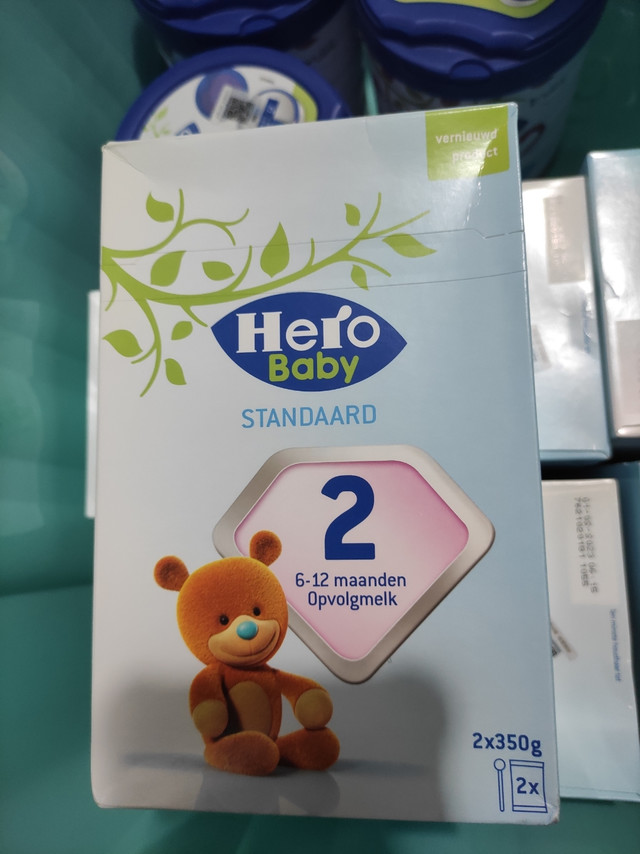 vernieuwd
product
Hero
Baby
STANDAARD
2
6-12 maanden
Opvolgmelk
2x350g
2x